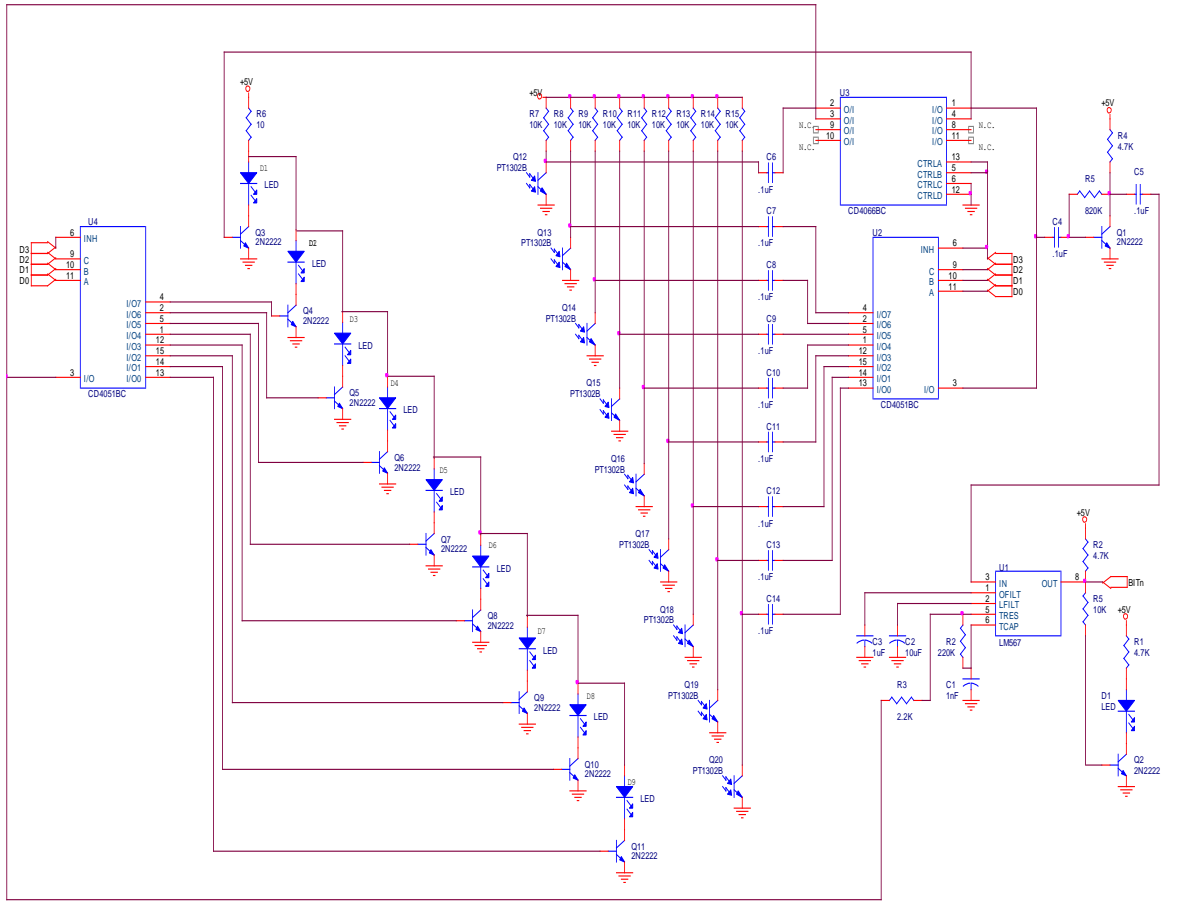 +5V
R6
10
D1
LED
Q3
2N2222
D2
LED
Q4
2N2222
D3
LED
Q5
2N2222
D4
LED
Q6
2N2222
D5
LED
Q7
2N2222
D6
LED
Q8
2N2222
D7
LED
Q9
2N2222
D8
LED
Q10
2N2222
D9
LED
Q11
2N2222
U4
D3
D2
D1
D0
6
9
10
11
3
INH
C
B
A
I/O
I/O7
I/O6
I/O5
I/O4
I/O3
I/O2
I/O1
I/O0
4
2
5
1
12
15
14
13
CD4051BC
+5V
R7 R8 R9 R10 R11 R12 R13 R14 R15
10K 10K 10K 10K 10K 10K 10K 10K 10K
Q12
PT1302B
Q13
PT1302B
Q14
PT1302B
Q15
PT1302B
Q16
PT1302B
Q17
PT1302B
Q18
PT1302B
Q19
PT1302B
Q20
PT1302B
C6
.1uF
C7
.1uF
C8
.1uF
C9
.1uF
C10
.1uF
C11
.1uF
C12
.1uF
C13
.1uF
C14
.1uF
U3
2
3
9
10
N.C.
N.C.
O/I
O/I
O/I
O/I
I/O
I/O
I/O
I/O
CTRLA
CTRLB
CTRLC
CTRLD
1
4
8
11
N.C.
N.C.
13
5
6
12
CD4066BC
U2
INH
C
B
A
6
9
10
11
D3
D2
D1
D0
4
2
5
1
12
15
14
13
I/O7
I/O6
I/O5
I/O4
I/O3
I/O2
I/O1
I/O0
I/O
3
CD4051BC
+5V
R4
4.7K
R5
820K
C5
.1uF
C4
.1uF
Q1
2N2222
U1
3
1
2
5
6
IN
OFILT
LFILT
TRES
TCAP
OUT
8
LM567
BITn
+5V
R2
4.7K
R5
10K
+5V
R1
4.7K
D1
LED
Q2
2N2222
C3
1uF
C2
10uF
R2
220K
C1
1nF
R3
2.2K